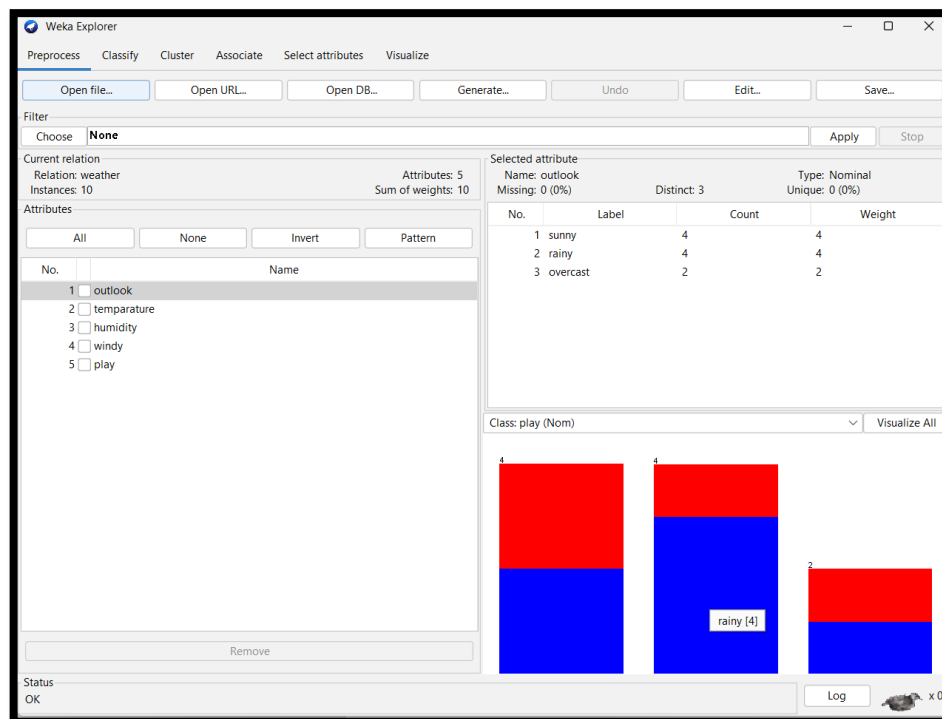 Weka Explorer
Preprocess Classify Cluster Associate Select attributes Visualize
Open file... Open URL... Open DB... Generate... Undo Edit... Save...
Filter
Choose None Apply Stop
Current relation
Relation: weather Attributes: 5
Instances: 10 Sum of weights: 10
Attributes
All None Invert Pattern
No. Name
1 outlook
2 temparature
3 humidity
4 windy
5 play
Remove
Selected attribute
Name: outlook Type: Nominal
Missing: 0 (0%) Distinct: 3 Unique: 0 (0%)
No. Label Count Weight
1 sunny 4 4
2 rainy 4 4
3 overcast 2 2
Class: play (Nom) Visualize All
4 4 2
rainy [4]
Status
OK Log x 0